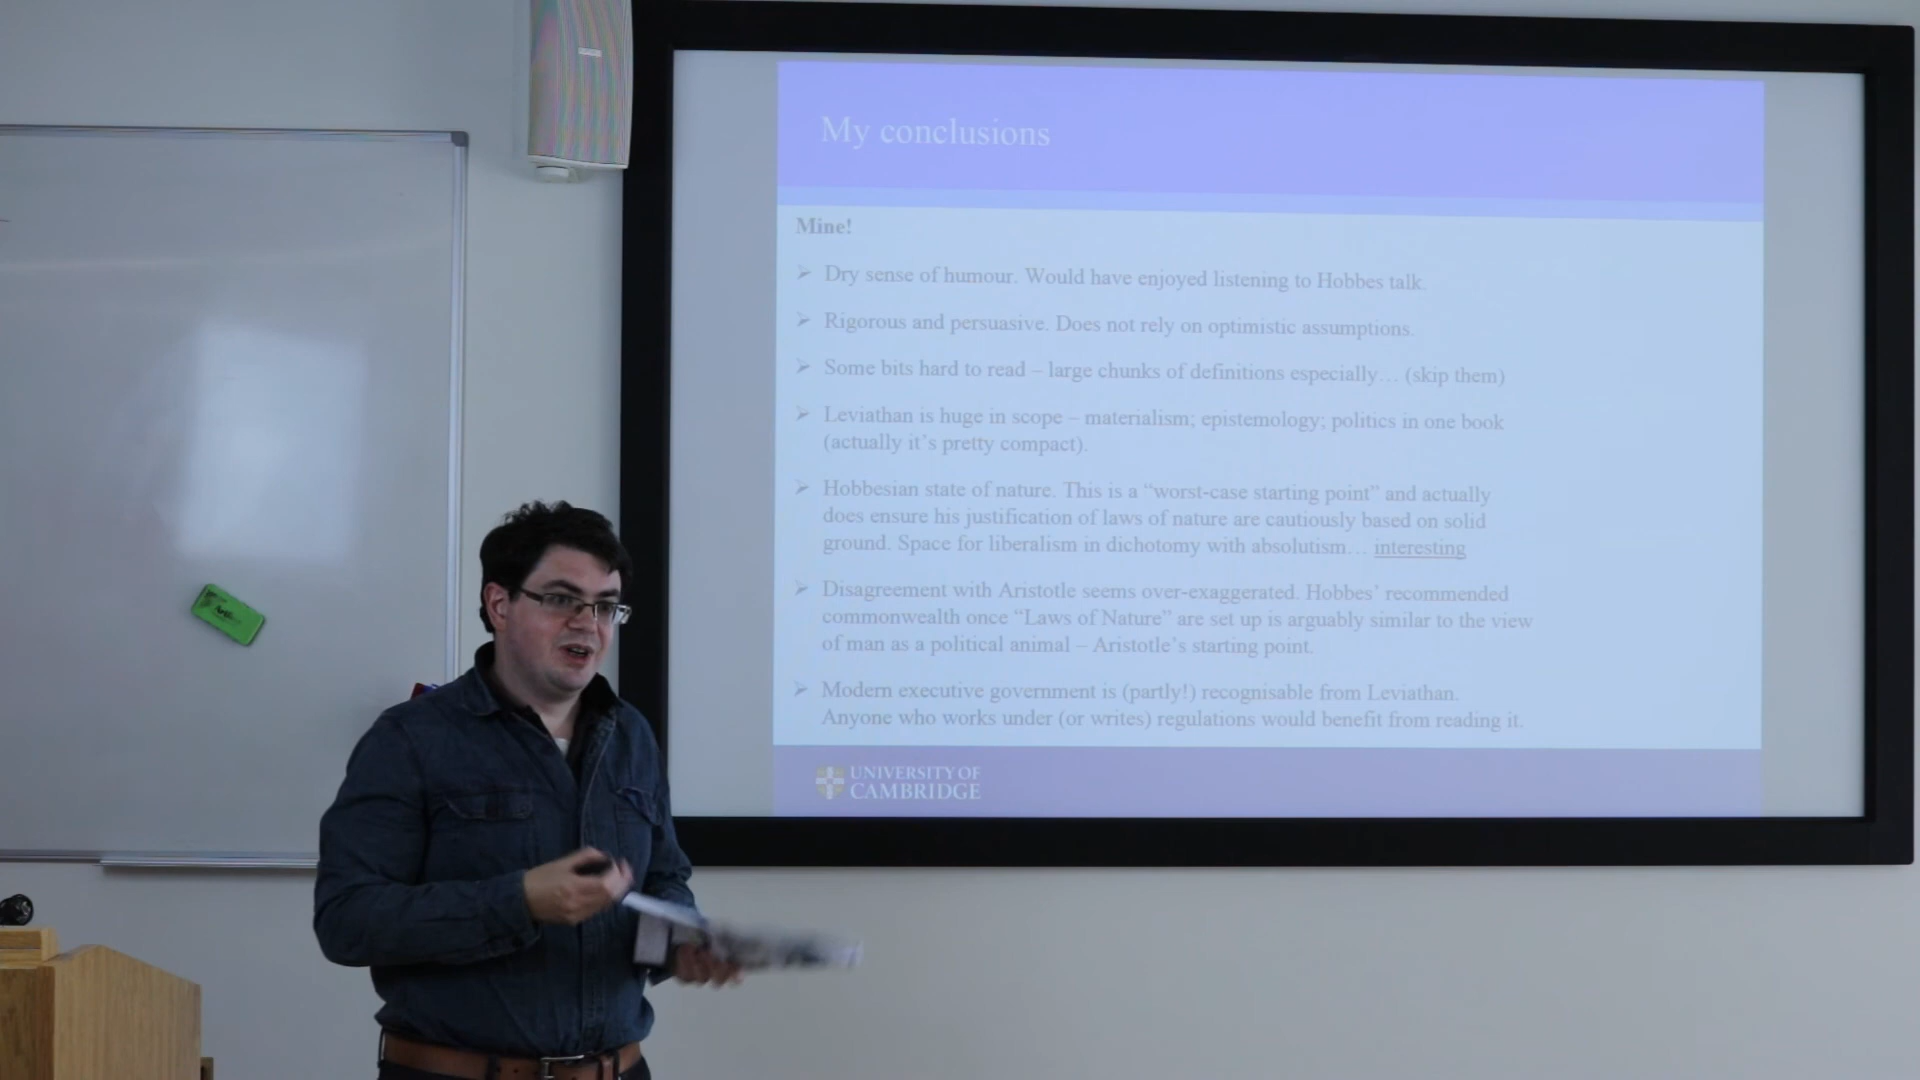 My conclusions
Mine!
Dry sense of humour. Would have enjoyed listening to Hobbes talk.
Rigorous and persuasive. Does not rely on optimistic assumptions.
Some bits hard to read – large chunks of definitions especially… (skip them)
Leviathan is huge in scope – materialism; epistemology; politics in one book
(actually it's pretty compact).
Hobbesian state of nature. This is a “worst-case starting point” and actually
does ensure his justification of laws of nature are cautiously based on solid
ground. Space for liberalism in dichotomy with absolutism… interesting
Disagreement with Aristotle seems over-exaggerated. Hobbes’ recommended
commonwealth once “Laws of Nature” are set up is arguably similar to the view
of man as a political animal – Aristotle’s starting point.
Modern executive government is (partly!) recognisable from Leviathan.
Anyone who works under (or writes) regulations would benefit from reading it.
UNIVERSITY OF
CAMBRIDGE